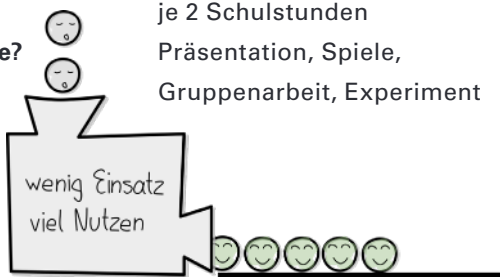 je 2 Schulstunden
e?
Präsentation, Spiele,
Gruppenarbeit, Experiment
wenig Einsatz
viel Nutzen